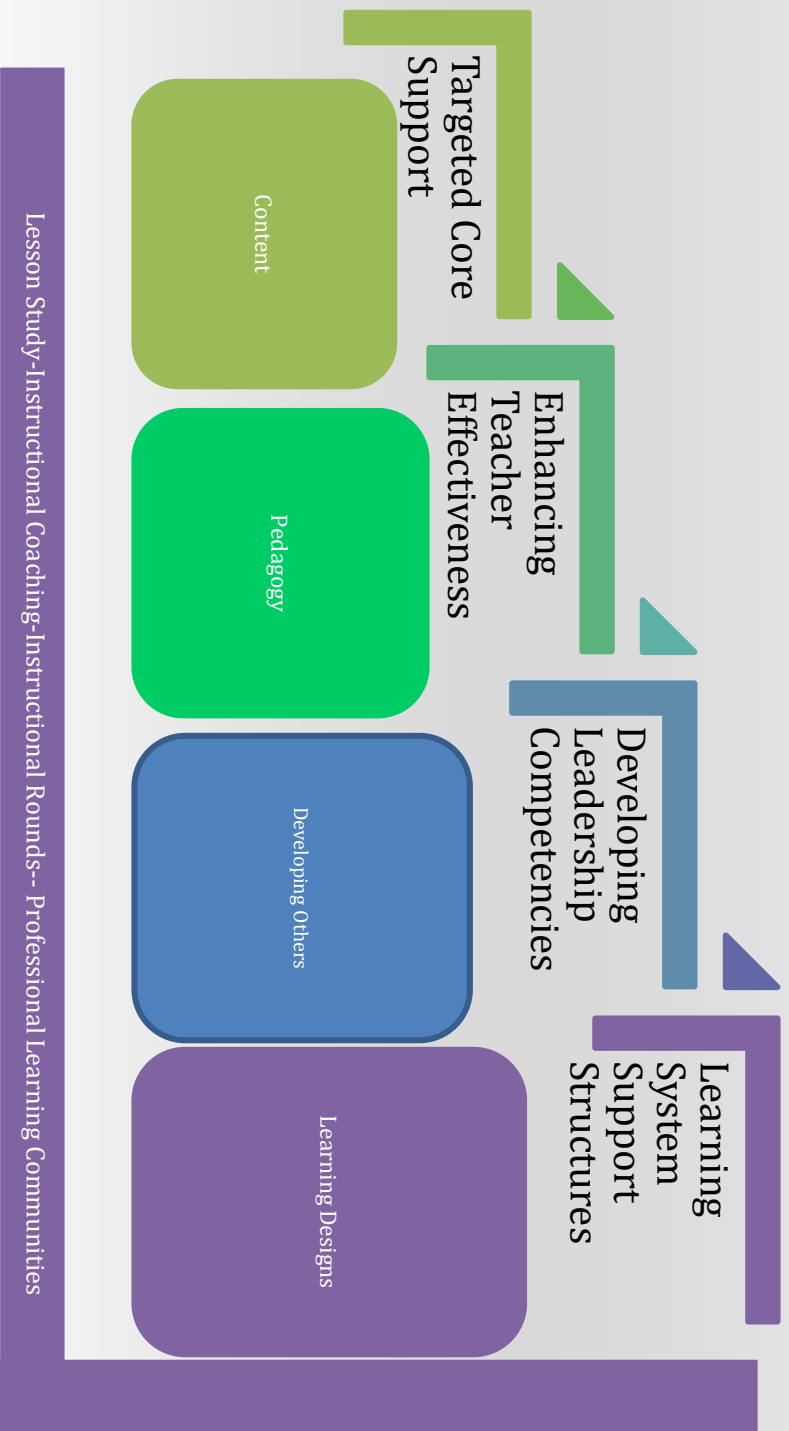 Targeted Core
Support
Enhancing
Teacher
Effectiveness
Developing
Leadership
Competencies
Learning
System
Support
Structures
Content
Pedagogy
Developing Others
Learning Designs
Lesson Study-Instructional Coaching-Instructional Rounds-- Professional Learning Communities